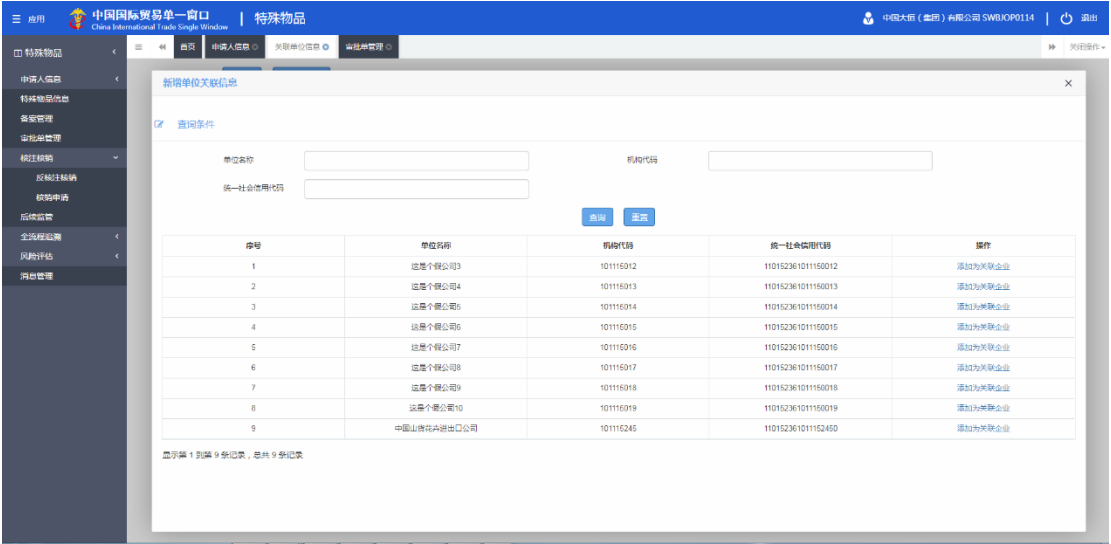 应用 中国国际贸易单一窗口 China International Trade Single Window | 特殊物品 中国大恒（集团）有限公司 SWBJOP0114 | 退出
特殊物品
首页 申请人信息 关联单位信息 审批单管理 关闭操作
申请人信息
特殊物品信息
备案管理
审批单管理
核注核销
反核注核销
核销申请
后续监管
全流程追溯
风险评估
消息管理
新增单位关联信息 ×
查询条件
单位名称 机构代码
统一社会信用代码
查询 重置
序号 单位名称 机构代码 统一社会信用代码 操作
1 这是个假公司3 101115012 110152361011150012 添加为关联企业
2 这是个假公司4 101115013 110152361011150013 添加为关联企业
3 这是个假公司5 101115014 110152361011150014 添加为关联企业
4 这是个假公司6 101115015 110152361011150015 添加为关联企业
5 这是个假公司7 101115016 110152361011150016 添加为关联企业
6 这是个假公司8 101115017 110152361011150017 添加为关联企业
7 这是个假公司9 101115018 110152361011150018 添加为关联企业
8 这是个假公司10 101115019 110152361011150019 添加为关联企业
9 中国山货花卉进出口公司 101115245 110152361011152450 添加为关联企业
显示第 1 到第 9 条记录，总共 9 条记录